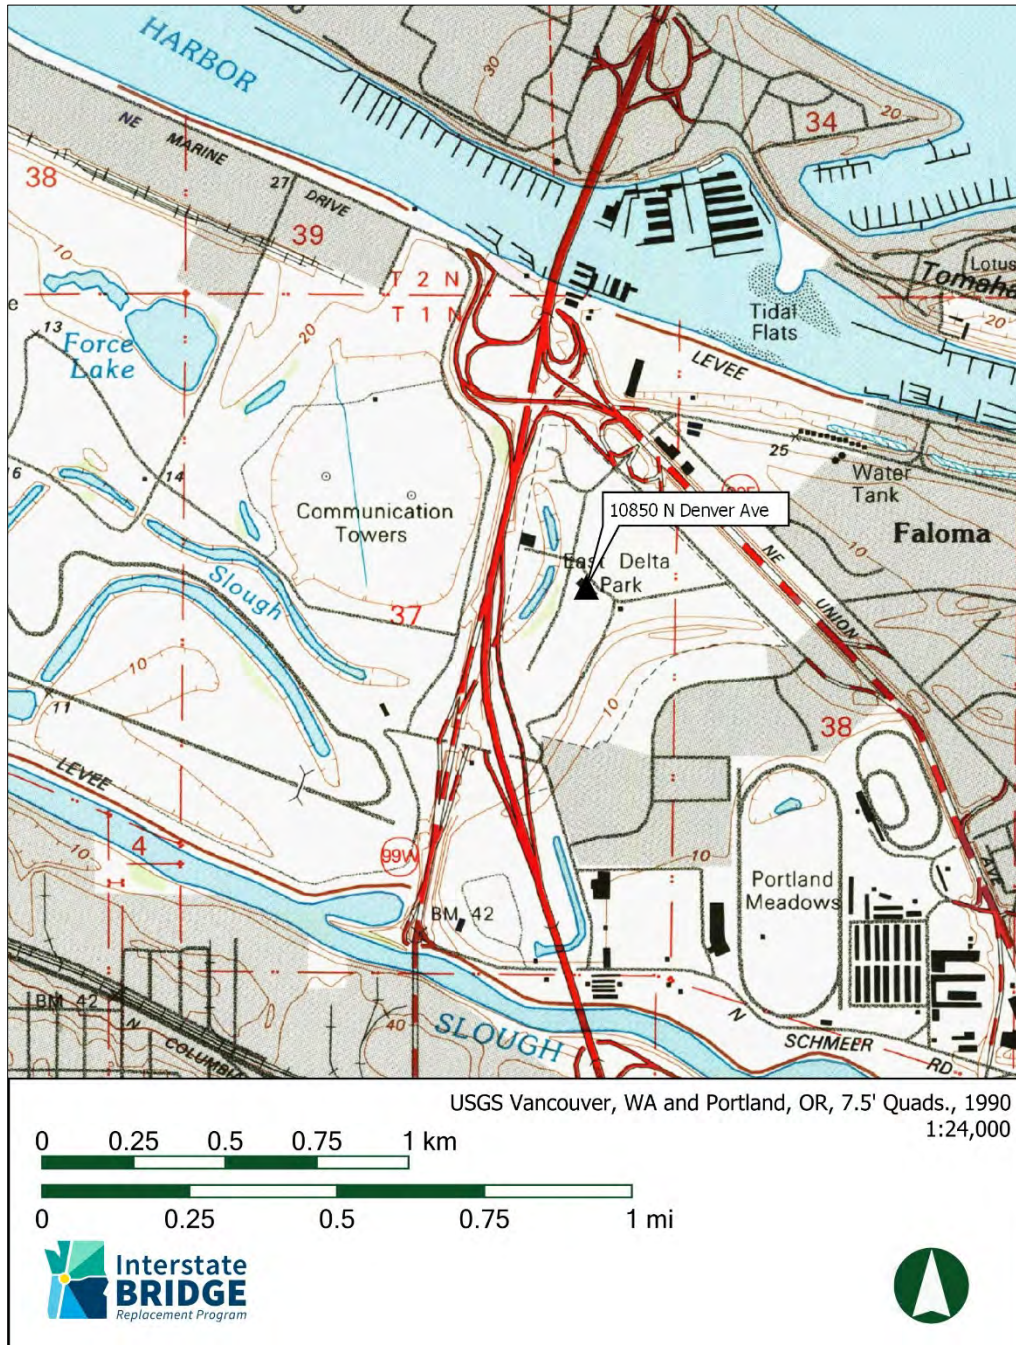 HARBOR
30
20
34
NE MARINE DRIVE
38
27
39
10
T 2 N
T 1 N
20
13
Force
Lake
Tidal
Flats
Lotus
20
LEVEE
14
25
Water
Tank
Communication
Towers
10850 N Denver Ave
Faloma
10
East Delta
Park
NE UNION AVE
Slough
37
10
10
11
38
LEVEE
4
10
99W
10
Portland
Meadows
BM 42
BM 42
40
N COLUMBIA
SLOUGH
N SCHMEER RD
USGS Vancouver, WA and Portland, OR, 7.5' Quads., 1990
1:24,000
0 0.25 0.5 0.75 1 km
0 0.25 0.5 0.75 1 mi
Interstate
BRIDGE
Replacement Program